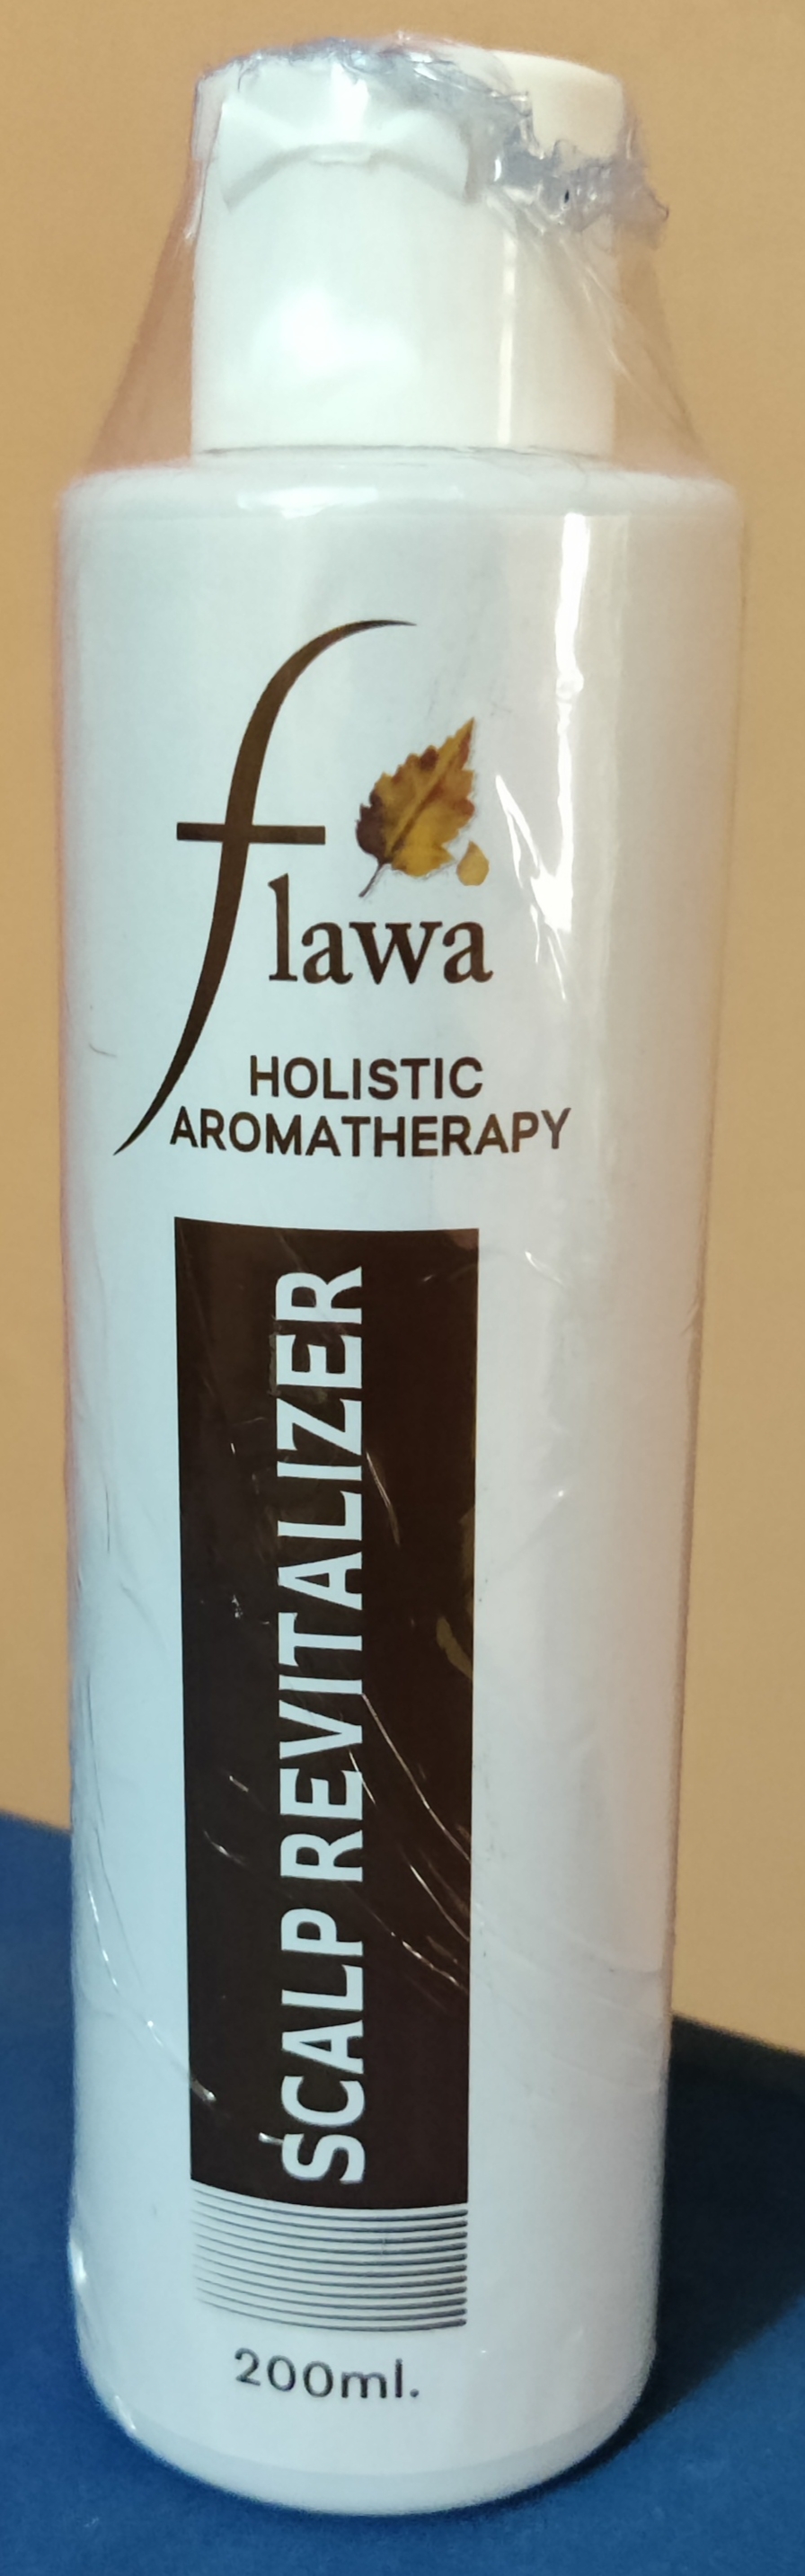 flawa
HOLISTIC
AROMATHERAPY
SCALP REVITALIZER
200ml.